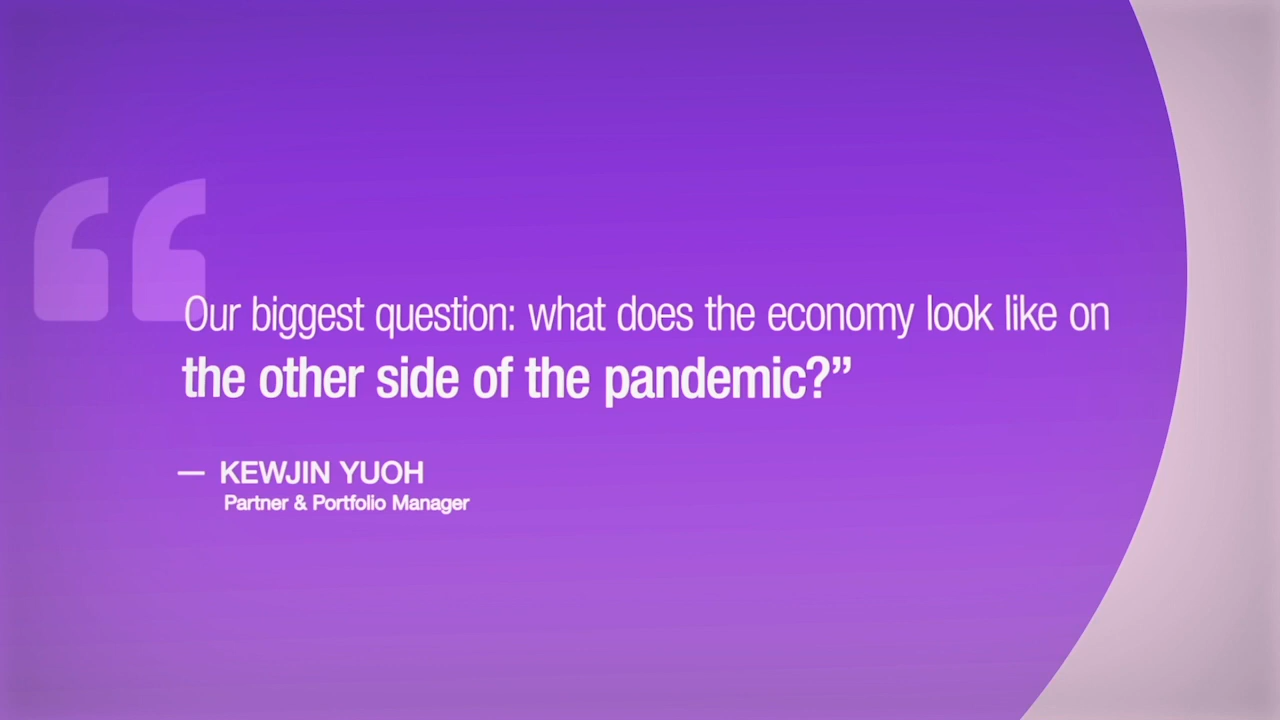 “
Our biggest question: what does the economy look like on
the other side of the pandemic?”
— KEWJIN YUOH
Partner & Portfolio Manager